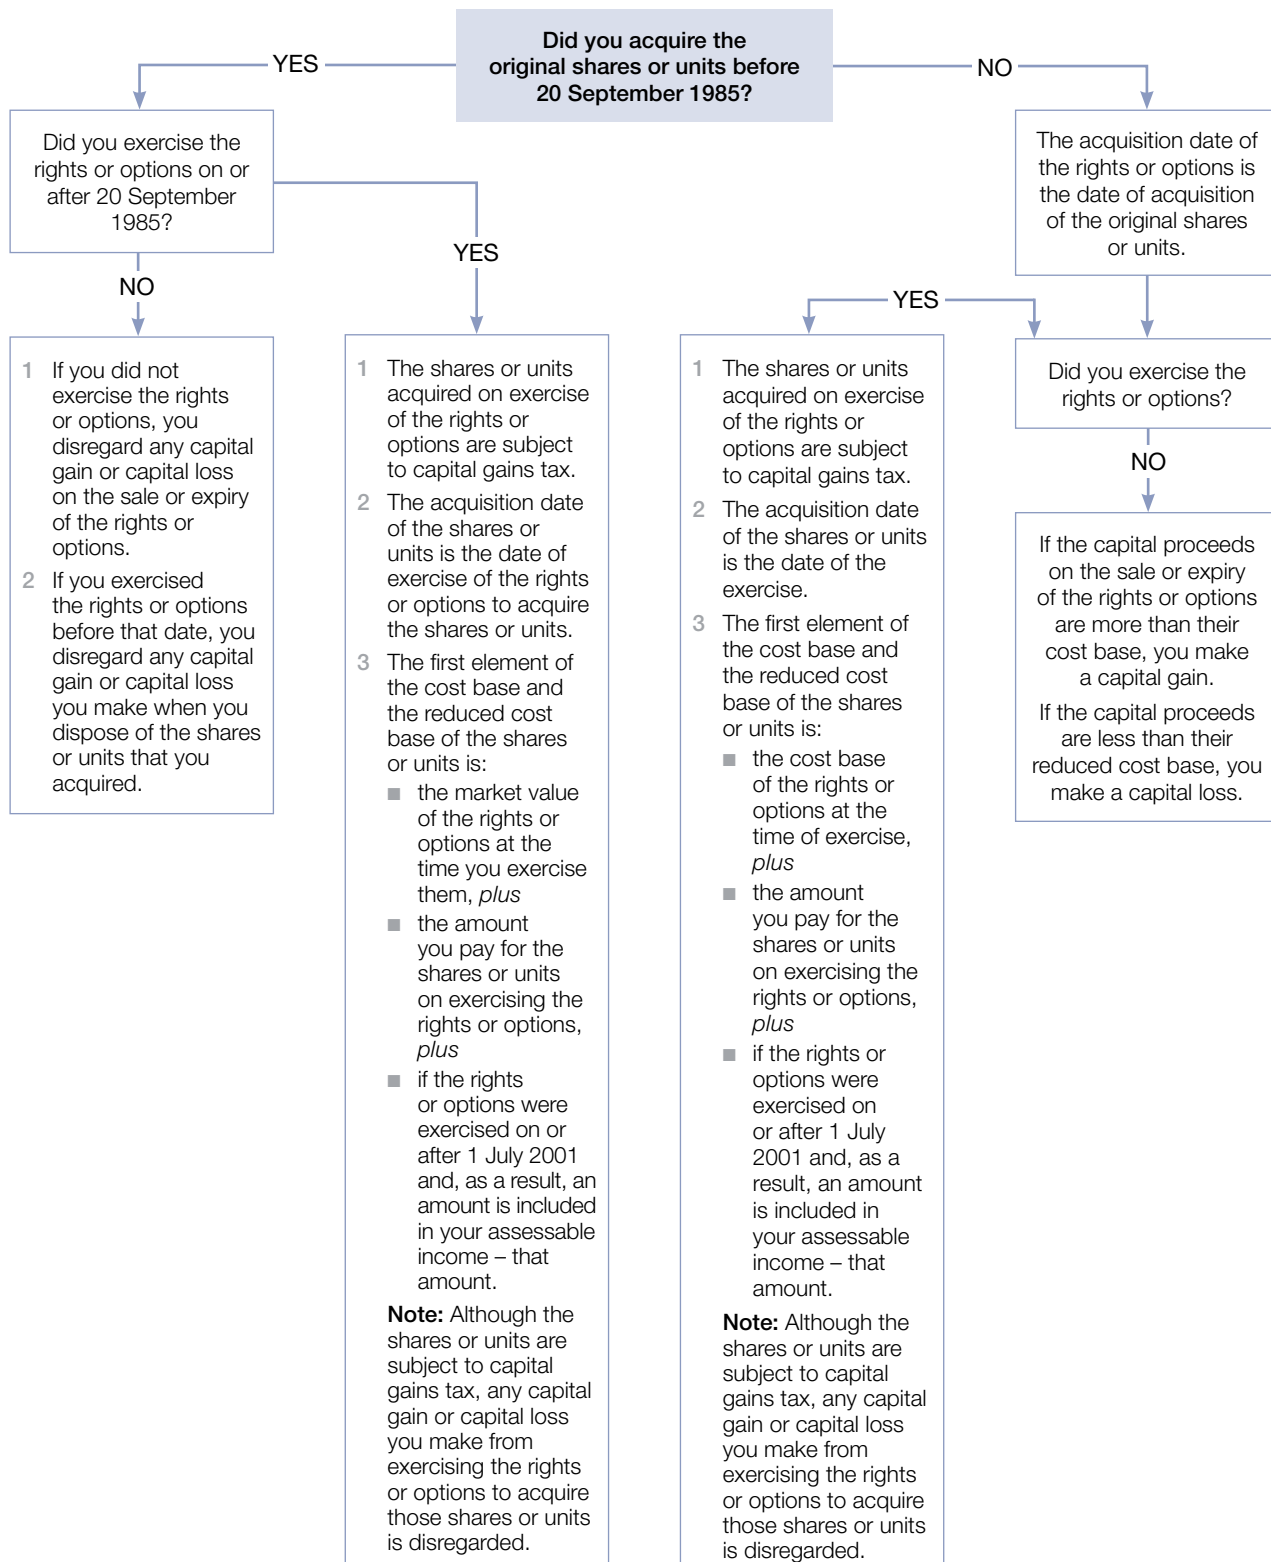 Did you acquire the
original shares or units before
20 September 1985?
YES
NO
Did you exercise the
rights or options on or
after 20 September
1985?
NO
YES
1 If you did not
exercise the rights
or options, you
disregard any capital
gain or capital loss
on the sale or expiry
of the rights or
options.
2 If you exercised
the rights or options
before that date, you
disregard any capital
gain or capital loss
you make when you
dispose of the shares
or units that you
acquired.
1 The shares or units
acquired on exercise
of the rights or
options are subject
to capital gains tax.
2 The acquisition date
of the shares or
units is the date of
exercise of the rights
or options to acquire
the shares or units.
3 The first element of
the cost base and
the reduced cost
base of the shares
or units is:
■ the market value
of the rights or
options at the
time you exercise
them, plus
■ the amount
you pay for the
shares or units
on exercising the
rights or options,
plus
■ if the rights
or options were
exercised on or
after 1 July 2001
and, as a result, an
amount is included
in your assessable
income – that
amount.
Note: Although the
shares or units are
subject to capital
gains tax, any capital
gain or capital loss
you make from
exercising the rights
or options to acquire
those shares or units
is disregarded.
The acquisition date of
the rights or options is
the date of acquisition
of the original shares
or units.
YES
Did you exercise the
rights or options?
NO
1 The shares or units
acquired on exercise
of the rights or
options are subject
to capital gains tax.
2 The acquisition date
of the shares or units
is the date of the
exercise.
3 The first element of
the cost base and
the reduced cost
base of the shares
or units is:
■ the cost base
of the rights or
options at the
time of exercise,
plus
■ the amount
you pay for the
shares or units
on exercising the
rights or options,
plus
■ if the rights or
options were
exercised on
or after 1 July
2001 and, as a
result, an amount
is included in
your assessable
income – that
amount.
Note: Although the
shares or units are
subject to capital
gains tax, any capital
gain or capital loss
you make from
exercising the rights
or options to acquire
those shares or units
is disregarded.
If the capital proceeds
on the sale or expiry
of the rights or options
are more than their
cost base, you make
a capital gain.
If the capital proceeds
are less than their
reduced cost base, you
make a capital loss.